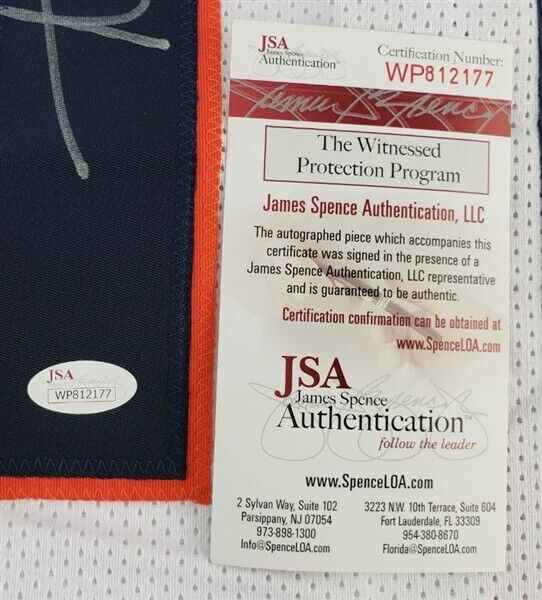 JSA
James Spence
Authentication
Certification Number:
WP812177
James Spence
The Witnessed
Protection Program
James Spence Authentication, LLC
The autographed piece which accompanies this
certificate was signed in the presence of a
James Spence Authentication, LLC representative
and is guaranteed to be authentic.
Certification confirmation can be obtained at
www.SpenceLOA.com
JSA
James Spence
Authentication™
follow the leader
www.SpenceLOA.com
2 Sylvan Way, Suite 102
Parsippany, NJ 07054
973-898-1300
Info@SpenceLOA.com
3223 N.W. 10th Terrace, Suite 604
Fort Lauderdale, FL 33309
954-380-8670
Florida@SpenceLOA.com
JSA
WP812177